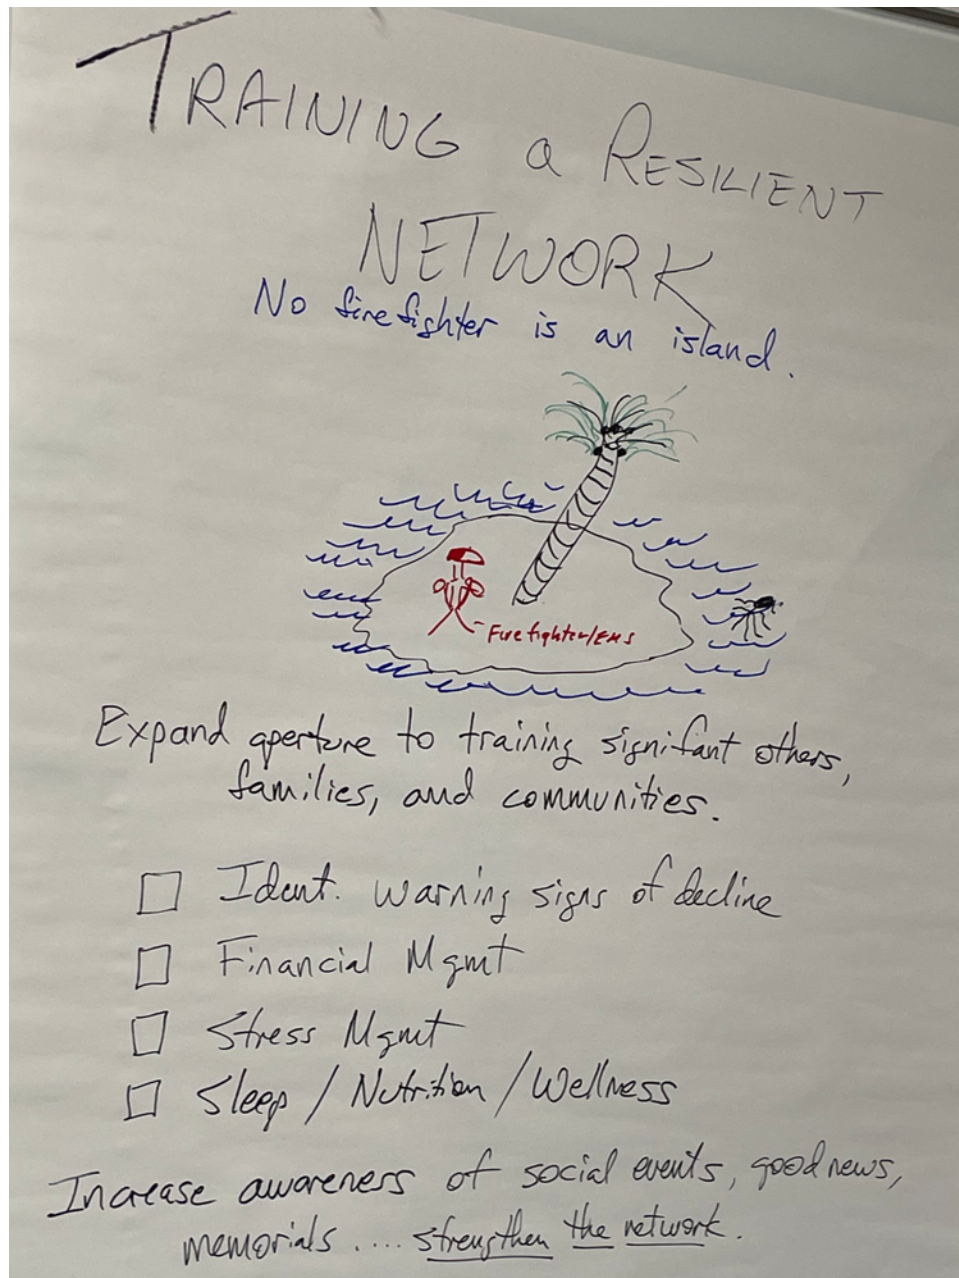 TRAINING a RESILIENT
NETWORK
No firefighter is an island.
Firefighter/EMS
Expand aperture to training signifant others,
families, and communities.
Ident. warning signs of decline
Financial Mgmt
Stress Mgmt
Sleep / Nutrition / Wellness
Increase awareness of social events, good news,
memorials .... strengthen the network.